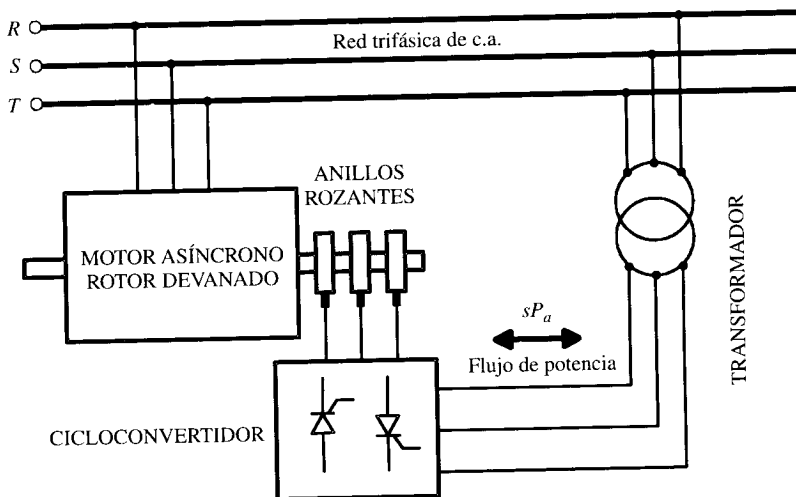 R
Red trifásica de c.a.
S
T
ANILLOS
ROZANTES
MOTOR ASÍNCRONO
ROTOR DEVANADO
TRANSFORMADOR
sPₐ
Flujo de potencia
CICLOCONVERTIDOR